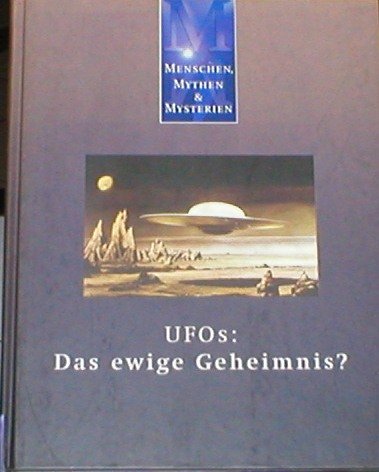 M
MENSCHEN,
MYTHEN
&
MYSTERIEN
UFOs:
Das ewige Geheimnis?